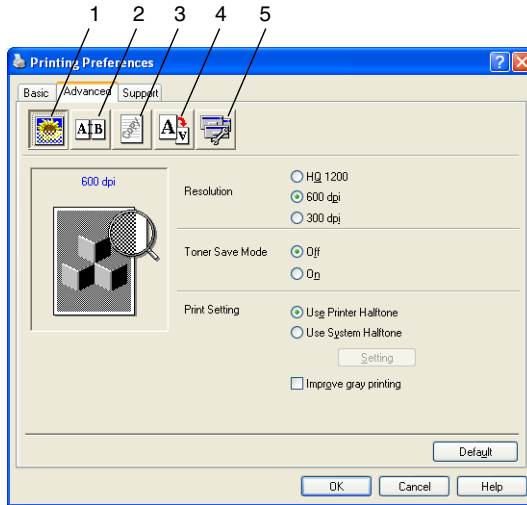 1 2 3 4 5
Printing Preferences
Basic Advanced Support
A B copy A A
600 dpi
Resolution
HQ 1200
600 dpi
300 dpi
Toner Save Mode
Off
On
Print Setting
Use Printer Halftone
Use System Halftone
Setting
Improve gray printing
Default
OK Cancel Help